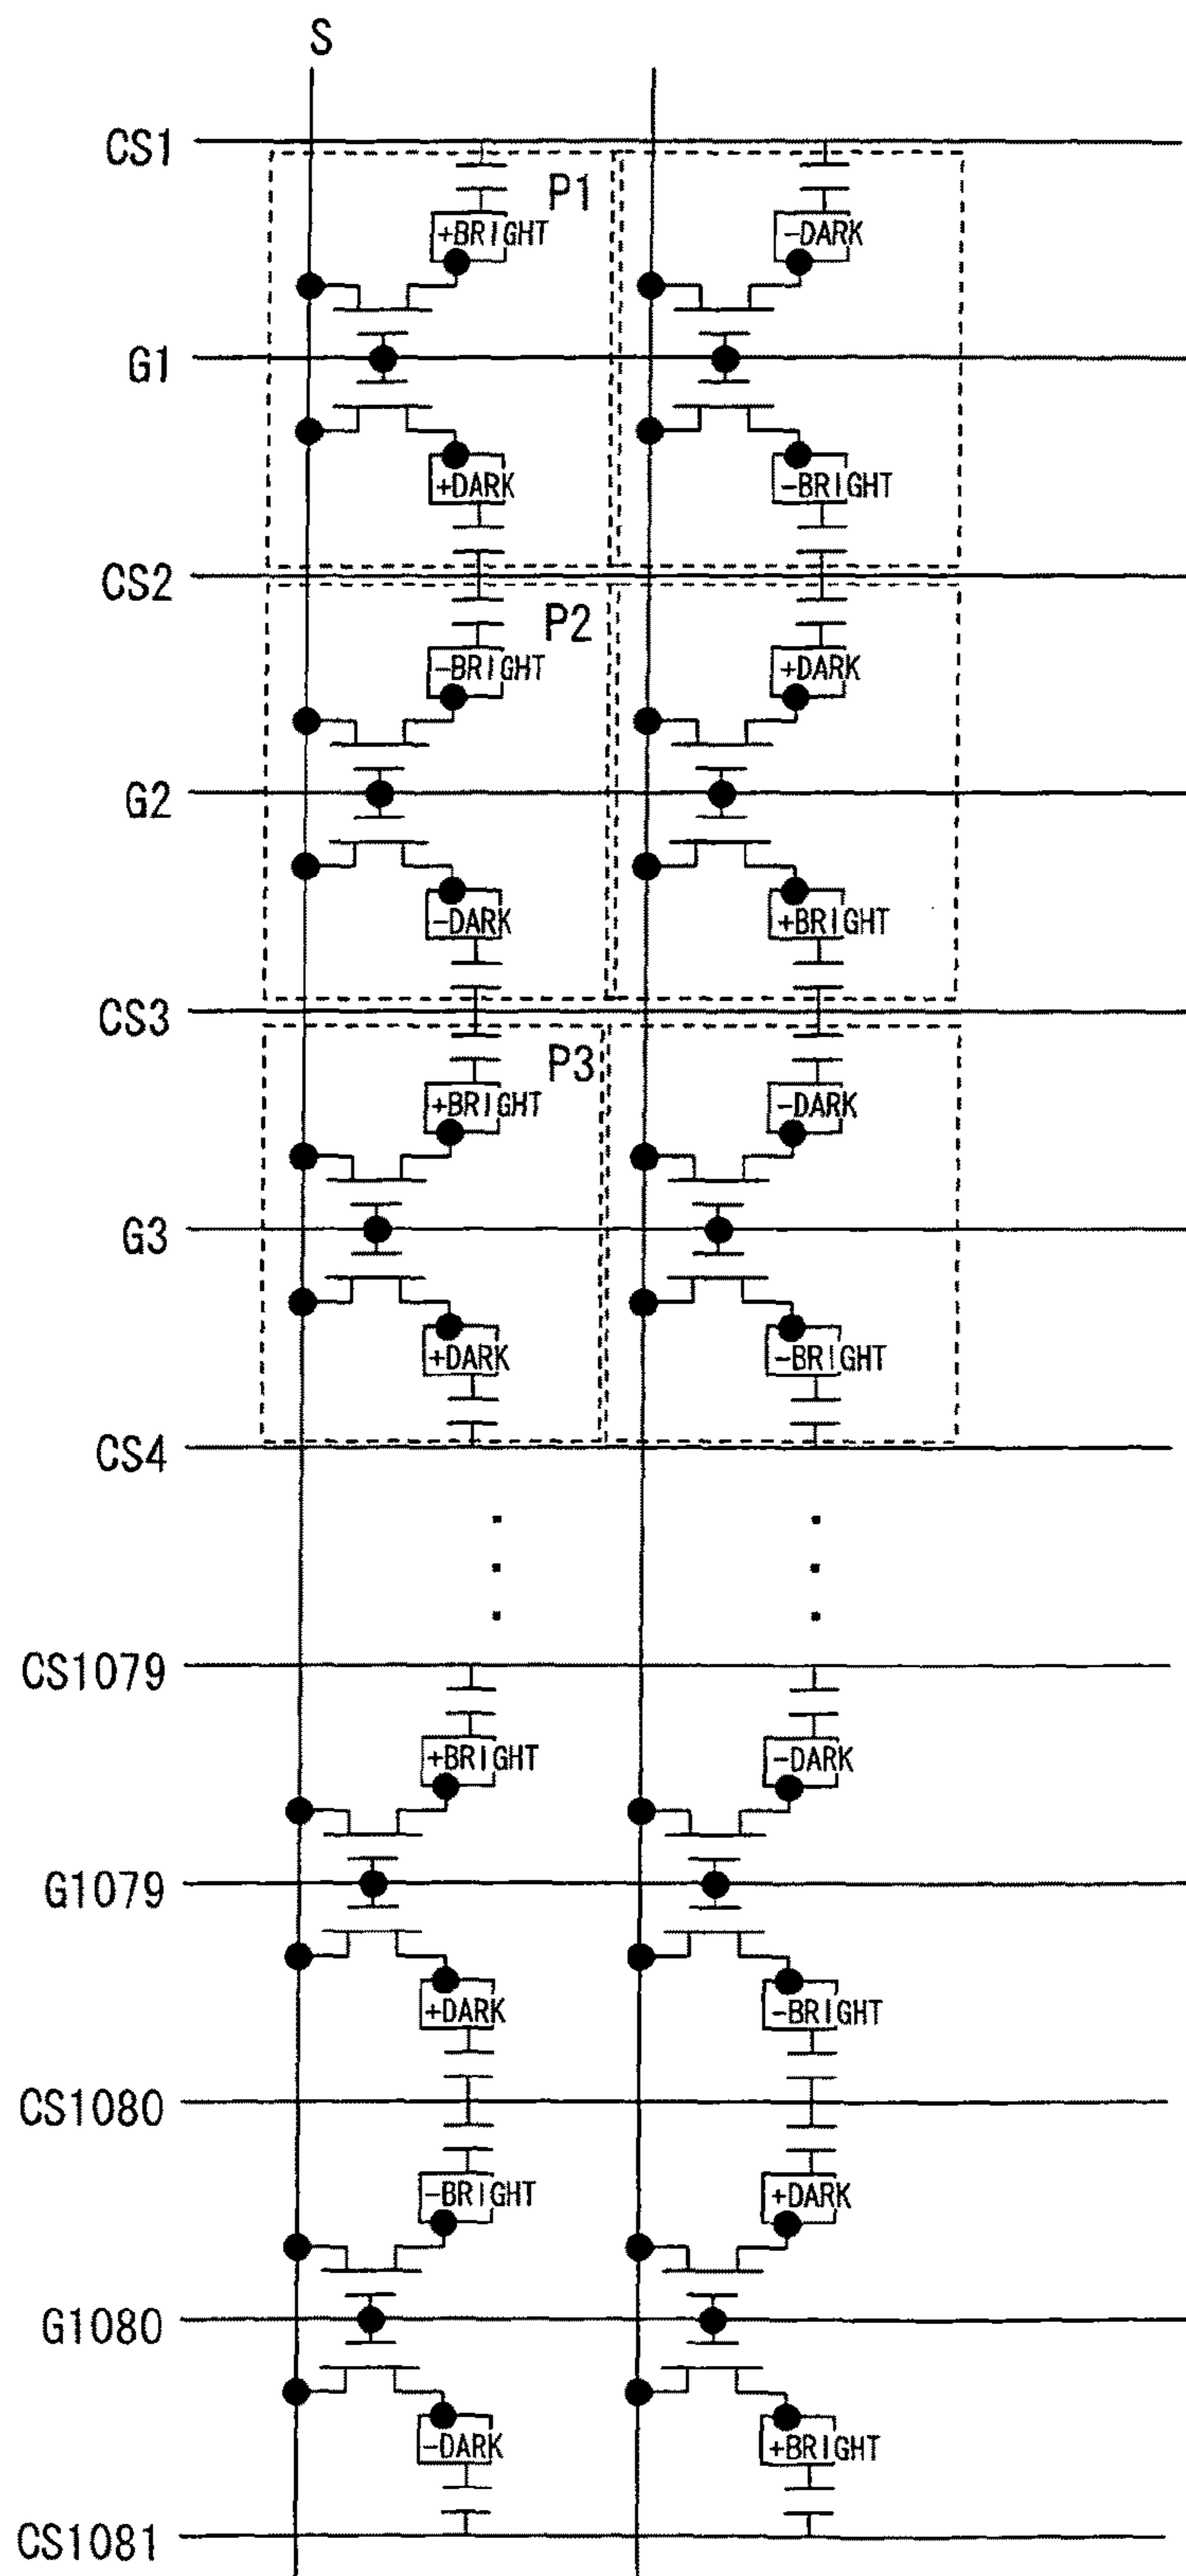 S
CS1
P1
+BRIGHT
-DARK
G1
+DARK
-BRIGHT
CS2
P2
-BRIGHT
+DARK
G2
-DARK
+BRIGHT
CS3
P3
+BRIGHT
-DARK
G3
+DARK
-BRIGHT
CS4
CS1079
+BRIGHT
-DARK
G1079
+DARK
-BRIGHT
CS1080
-BRIGHT
+DARK
G1080
-DARK
+BRIGHT
CS1081